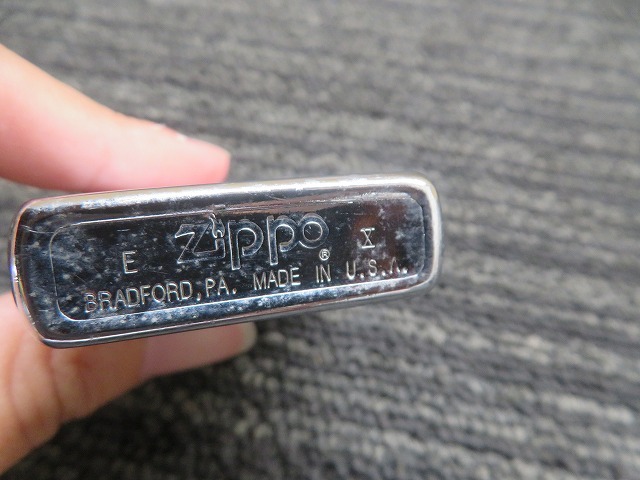 E Zippo ® X
BRADFORD, PA. MADE IN U.S.A.